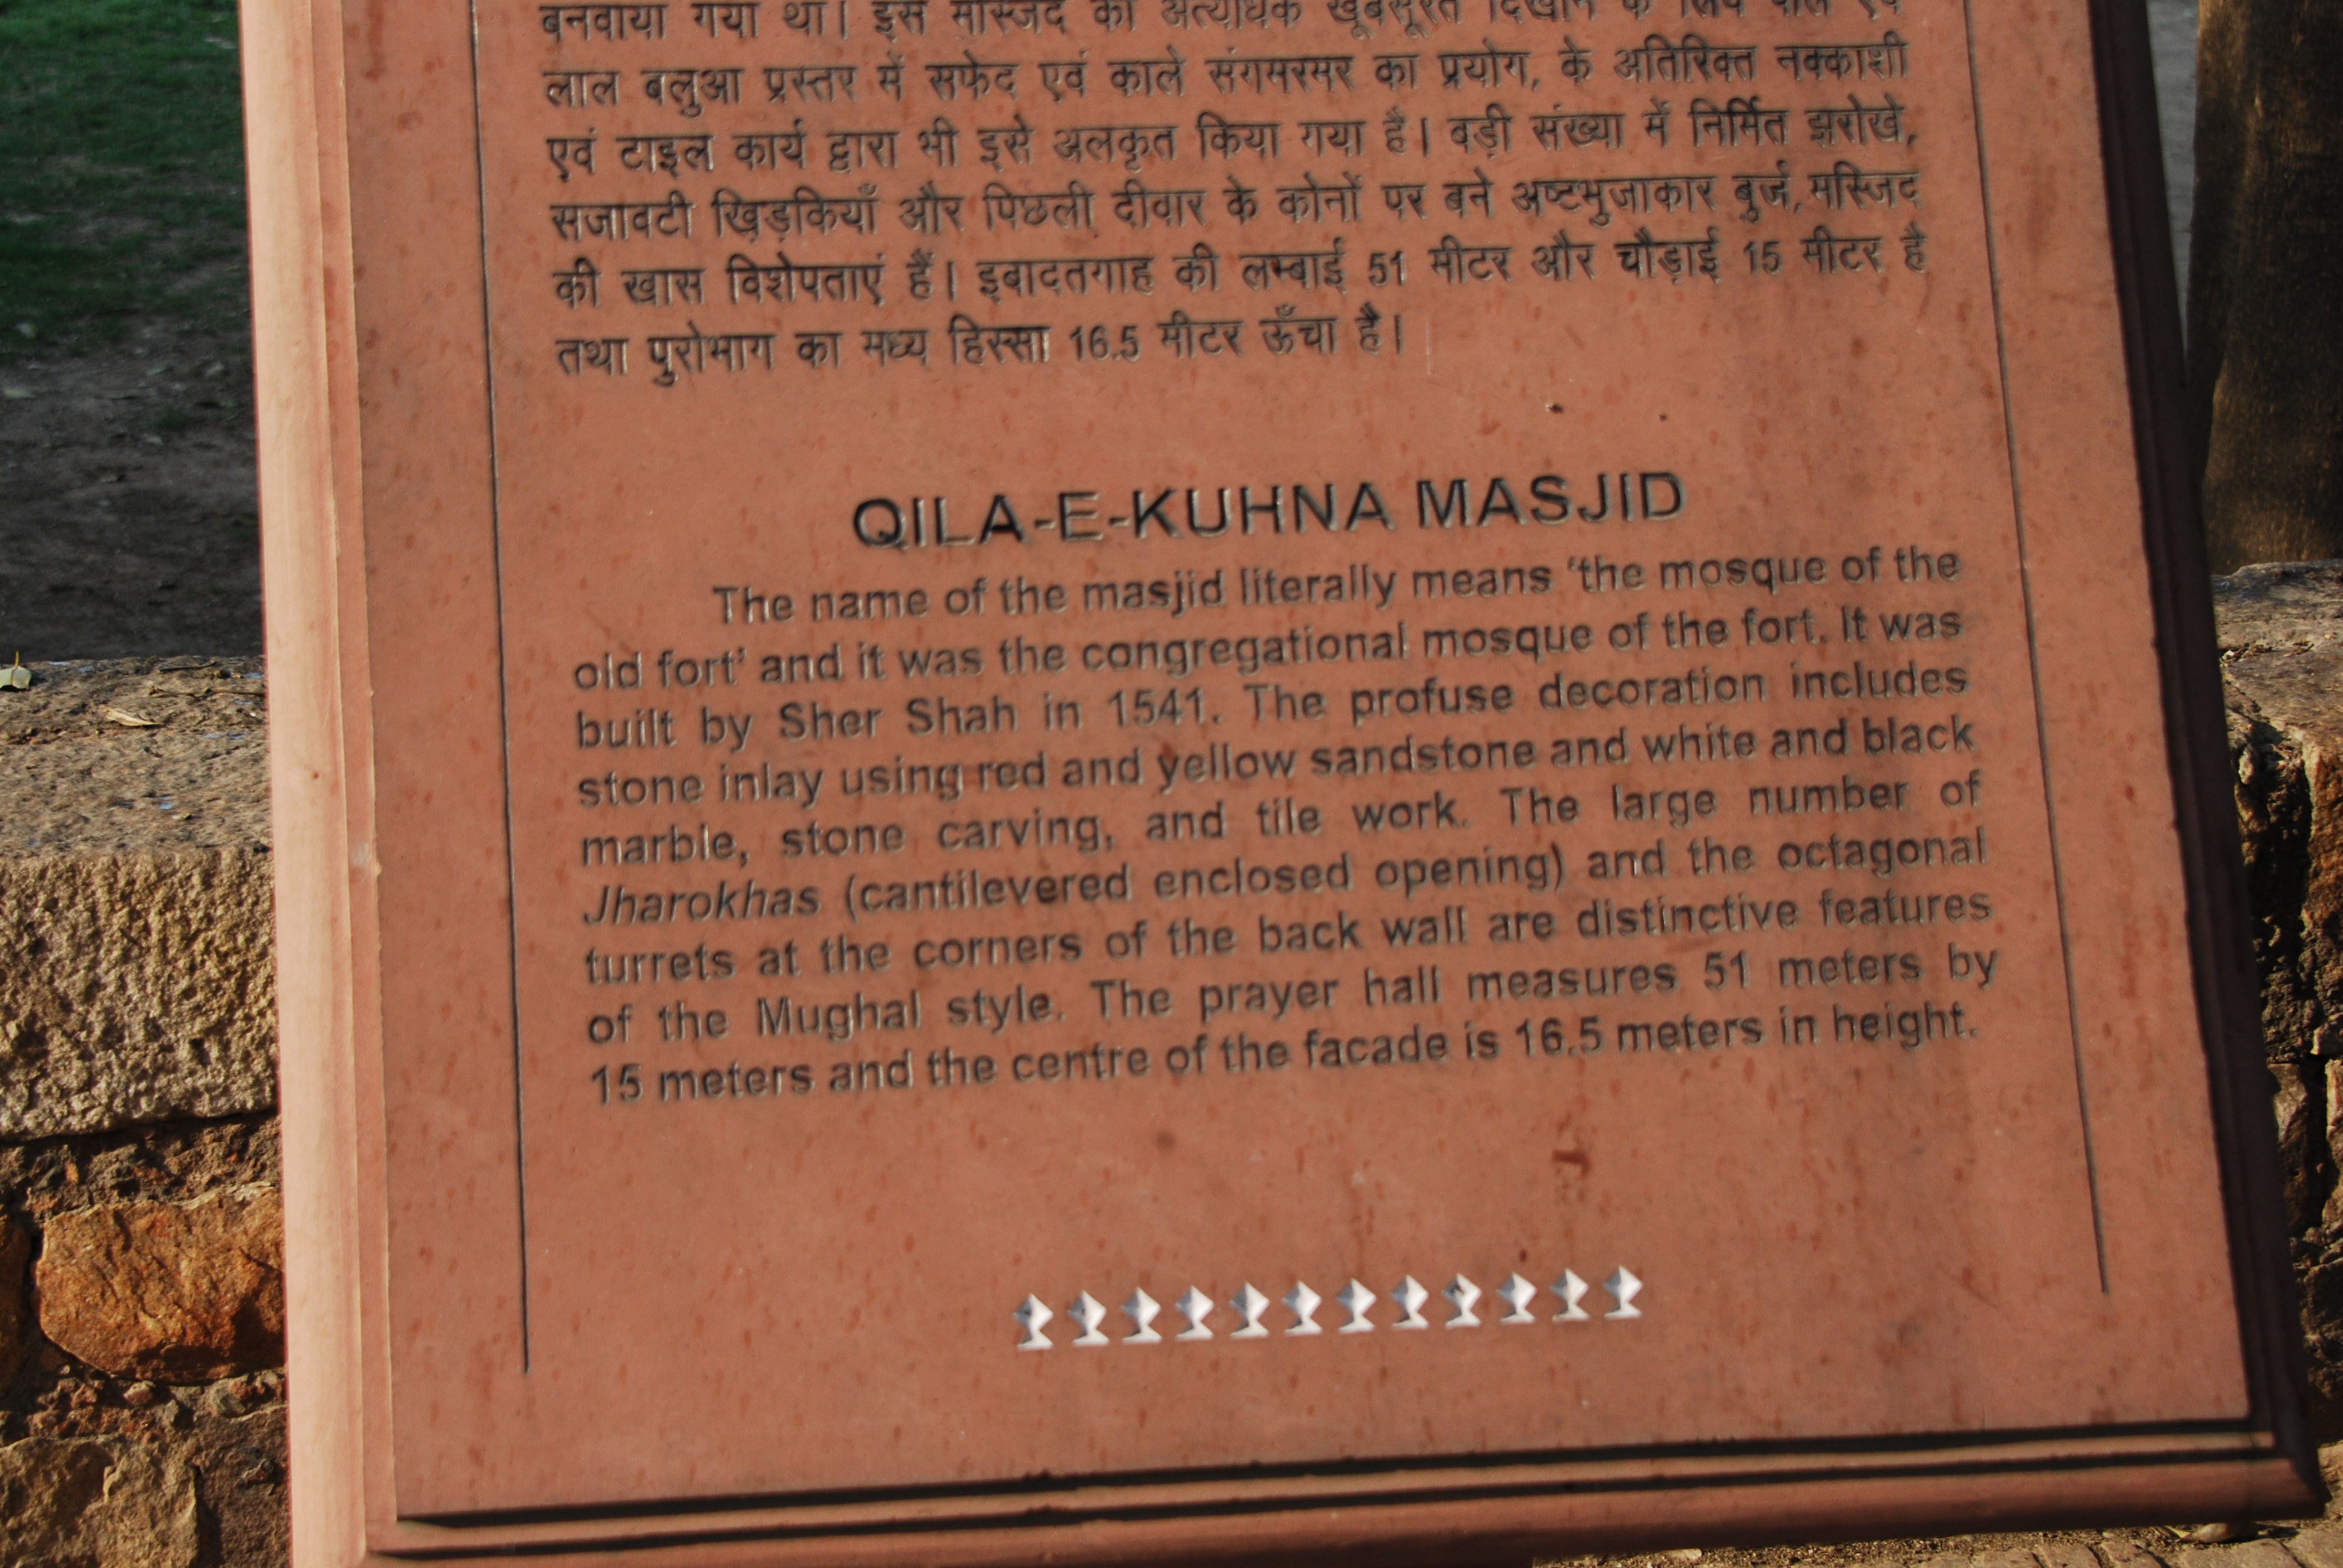 बनवाया गया था। इस मस्जिद को अत्यधिक खूबसूरत दिखाने के लिये पीले एवं
लाल बलुआ प्रस्तर में सफेद एवं काले संगमरमर का प्रयोग, के अतिरिक्त नक्काशी
एवं टाइल कार्य द्वारा भी इसे अलकृत किया गया है। बड़ी संख्या में निर्मित झरोखे,
सजावटी खिड़कियाँ और पिछली दीवार के कोनों पर बने अष्टभुजाकार बुर्ज, मस्जिद
की खास विशेषताएं हैं। इबादतगाह की लम्बाई 51 मीटर और चौड़ाई 15 मीटर है
तथा पुरोभाग का मध्य हिस्सा 16.5 मीटर ऊँचा है।
QILA-E-KUHNA MASJID
The name of the masjid literally means 'the mosque of the
old fort' and it was the congregational mosque of the fort. It was
built by Sher Shah in 1541. The profuse decoration includes
stone inlay using red and yellow sandstone and white and black
marble, stone carving, and tile work. The large number of
Jharokhas (cantilevered enclosed opening) and the octagonal
turrets at the corners of the back wall are distinctive features
of the Mughal style. The prayer hall measures 51 meters by
15 meters and the centre of the facade is 16.5 meters in height.